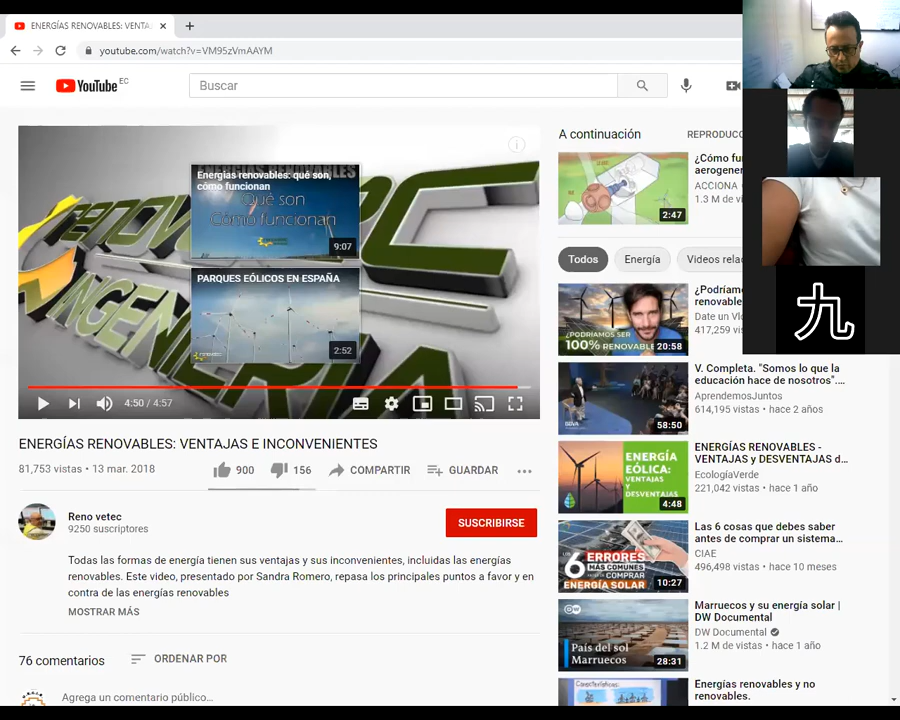 ENERGÍAS RENOVABLES: VENTA
youtube.com/watch?v=VM95zVmAAYM
YouTube EC
Buscar
Energías renovables: qué son,
cómo funcionan
Qué son
Cómo funcionan
9:07
PARQUES EÓLICOS EN ESPAÑA
2:52
INGENIERIA
4:50 / 4:57
ENERGÍAS RENOVABLES: VENTAJAS E INCONVENIENTES
81,753 vistas • 13 mar. 2018
900
156
COMPARTIR
GUARDAR
Reno vetec
9250 suscriptores
SUSCRIBIRSE
Todas las formas de energía tienen sus ventajas y sus inconvenientes, incluidas las energías
renovables. Este video, presentado por Sandra Romero, repasa los principales puntos a favor y en
contra de las energías renovables
MOSTRAR MÁS
76 comentarios
ORDENAR POR
Agrega un comentario público...
A continuación
REPRODUC
¿Cómo fu
aerogene
ACCIONA
1.3 M de vis
2:47
Todos
Energía
Videos rela
¿Podríam
renovable
Date un Vl
417,259 vis
¿PODRÍAMOS SER
100% RENOVABL
20:58
V. Completa. "Somos lo que la
educación hace de nosotros"....
AprendemosJuntos
614,195 vistas • hace 2 años
BBVA
58:50
ENERGÍAS RENOVABLES -
VENTAJAS y DESVENTAJAS d...
EcologíaVerde
221,042 vistas • hace 1 año
ENERGÍA
EÓLICA:
VENTAJAS
Y
DESVENTAJAS
4:48
Las 6 cosas que debes saber
antes de comprar un sistema...
CIAE
496,498 vistas • hace 10 meses
LOS
6 ERRORES
MÁS COMUNES
COMPRAR
ENERGÍA SOLAR
10:27
Marruecos y su energía solar |
DW Documental
DW Documental
1.2 M de vistas • hace 1 año
País del sol
Marruecos
28:31
Energías renovables y no
renovables.
Características:
九